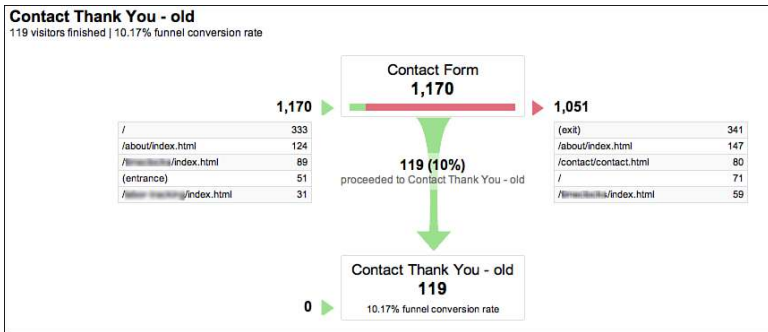 Contact Thank You - old
119 visitors finished | 10.17% funnel conversion rate
Contact Form
1,170
1,170
1,051
/ 333
/about/index.html 124
/index.html 89
(entrance) 51
/index.html 31
(exit) 341
/about/index.html 147
/contact/contact.html 80
/ 71
/index.html 59
119 (10%)
proceeded to Contact Thank You - old
Contact Thank You - old
119
0
10.17% funnel conversion rate